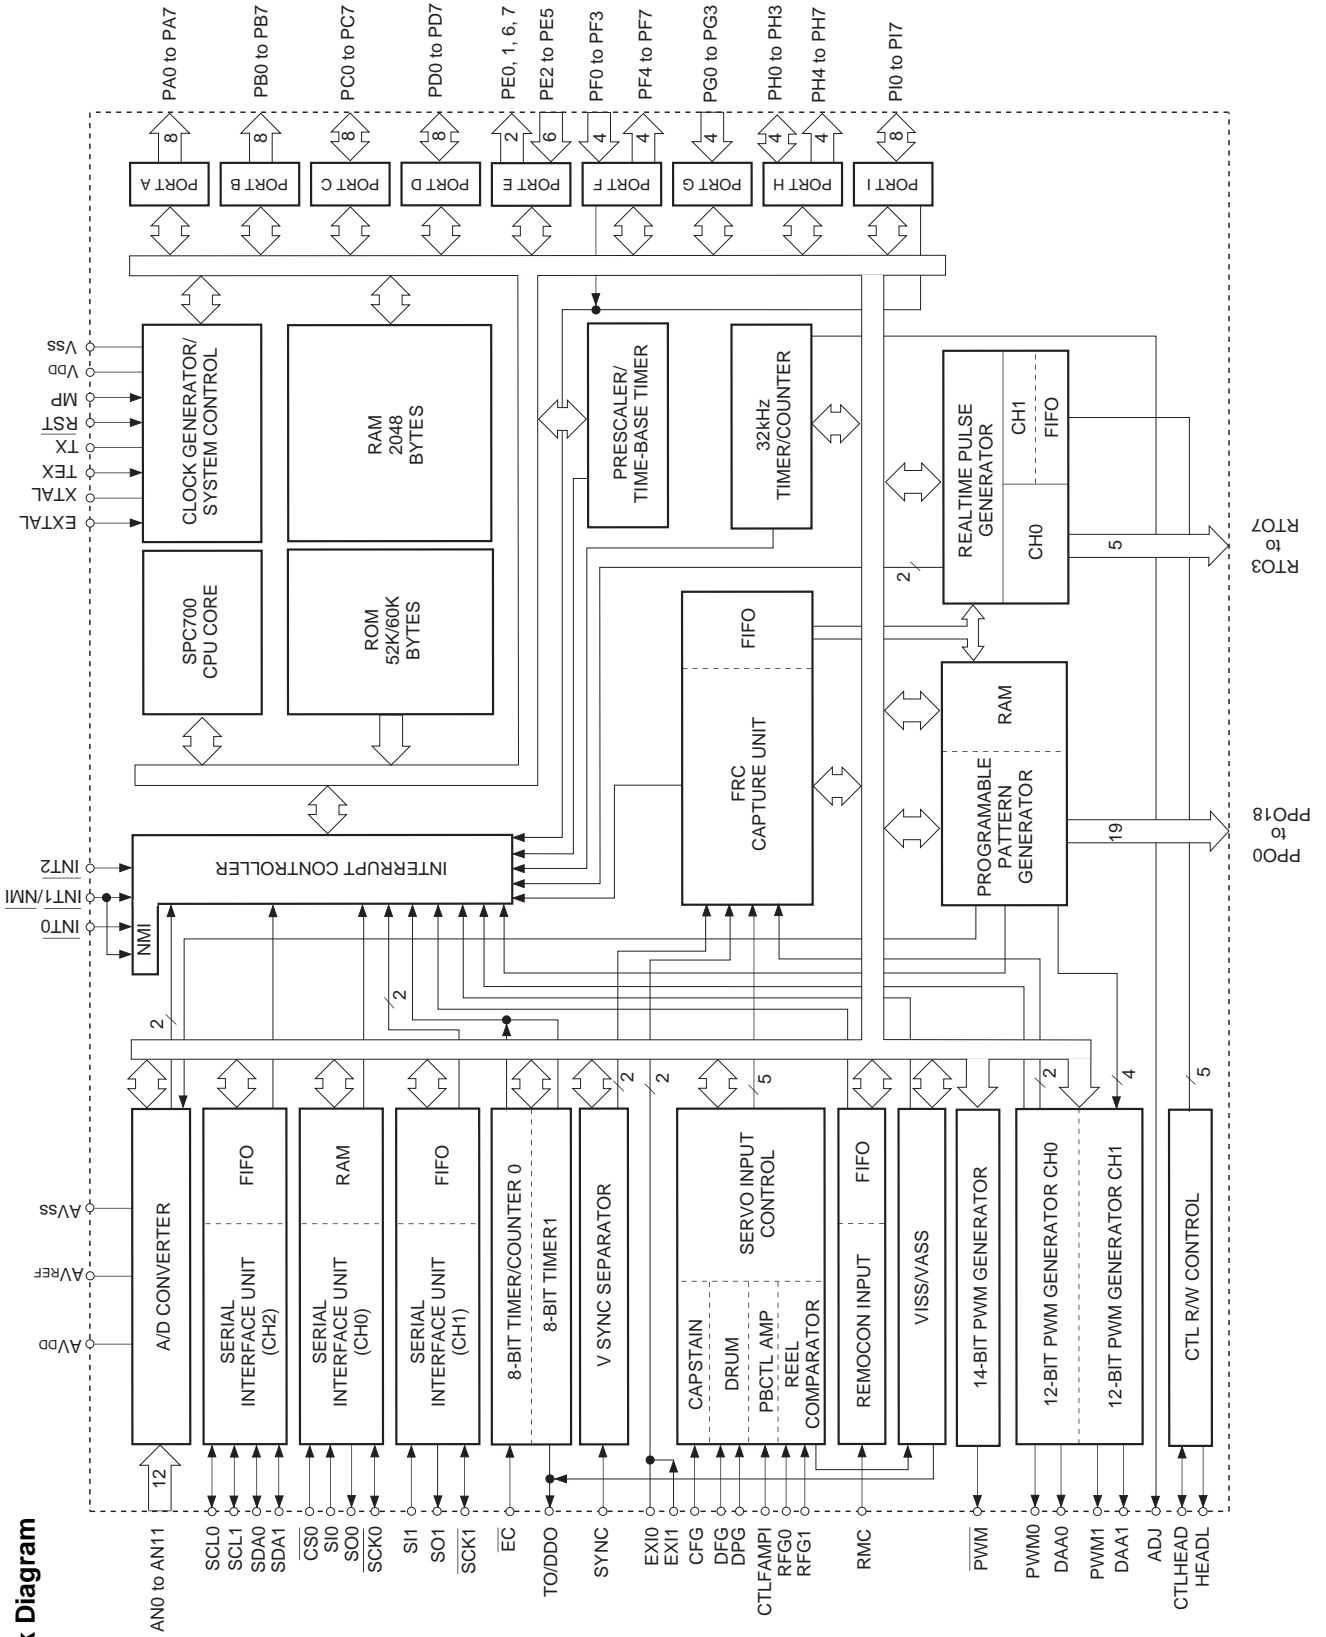 k Diagram
PA0 to PA7
PB0 to PB7
PC0 to PC7
PD0 to PD7
PE0, 1, 6, 7
PE2 to PE5
PF0 to PF3
PF4 to PF7
PG0 to PG3
PH0 to PH3
PH4 to PH7
PI0 to PI7
8
8
8
8
2
6
4
4
4
4
4
8
PORT A
PORT B
PORT C
PORT D
PORT E
PORT F
PORT G
PORT H
PORT I
Vss
VDD
MP
RST
TX
TEX
XTAL
EXTAL
CLOCK GENERATOR/
SYSTEM CONTROL
RAM
2048
BYTES
PRESCALER/
TIME-BASE TIMER
32kHz
TIMER/COUNTER
REALTIME PULSE
GENERATOR
CH1
FIFO
CH0
5
RTO3
to
RTO7
2
SPC700
CPU CORE
ROM
52K/60K
BYTES
FIFO
FRC
CAPTURE UNIT
RAM
PROGRAMABLE
PATTERN
GENERATOR
19
PPO0
to
PPO18
INTERRUPT CONTROLLER
NMI
INT2
INT1/NMI
INT0
2
2
2
2
5
2
4
5
AVss
AVREF
AVDD
A/D CONVERTER
FIFO
SERIAL
INTERFACE UNIT
(CH2)
RAM
SERIAL
INTERFACE UNIT
(CH0)
FIFO
SERIAL
INTERFACE UNIT
(CH1)
8-BIT TIMER/COUNTER 0
8-BIT TIMER1
V SYNC SEPARATOR
SERVO INPUT
CONTROL
CAPSTAIN
DRUM
PBCTL AMP
REEL
COMPARATOR
FIFO
REMOCON INPUT
VISS/VASS
14-BIT PWM GENERATOR
12-BIT PWM GENERATOR CH0
12-BIT PWM GENERATOR CH1
CTL R/W CONTROL
12
AN0 to AN11
SCL0
SCL1
SDA0
SDA1
CS0
SI0
SO0
SCK0
SI1
SO1
SCK1
EC
TO/DDO
SYNC
EXI0
EXI1
CFG
DFG
DPG
CTLFAMPI
RFG0
RFG1
RMC
PWM
PWM0
DAA0
PWM1
DAA1
ADJ
CTLHEAD
HEADL